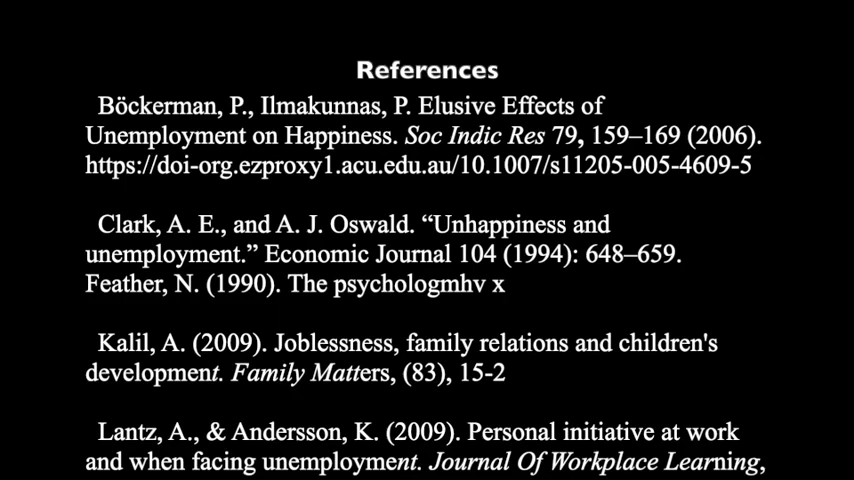 References
Böckerman, P., Ilmakunnas, P. Elusive Effects of
Unemployment on Happiness. Soc Indic Res 79, 159–169 (2006).
https://doi-org.ezproxy1.acu.edu.au/10.1007/s11205-005-4609-5
Clark, A. E., and A. J. Oswald. “Unhappiness and
unemployment.” Economic Journal 104 (1994): 648–659.
Feather, N. (1990). The psychologmhv x
Kalil, A. (2009). Joblessness, family relations and children's
development. Family Matters, (83), 15-2
Lantz, A., & Andersson, K. (2009). Personal initiative at work
and when facing unemployment. Journal Of Workplace Learning,